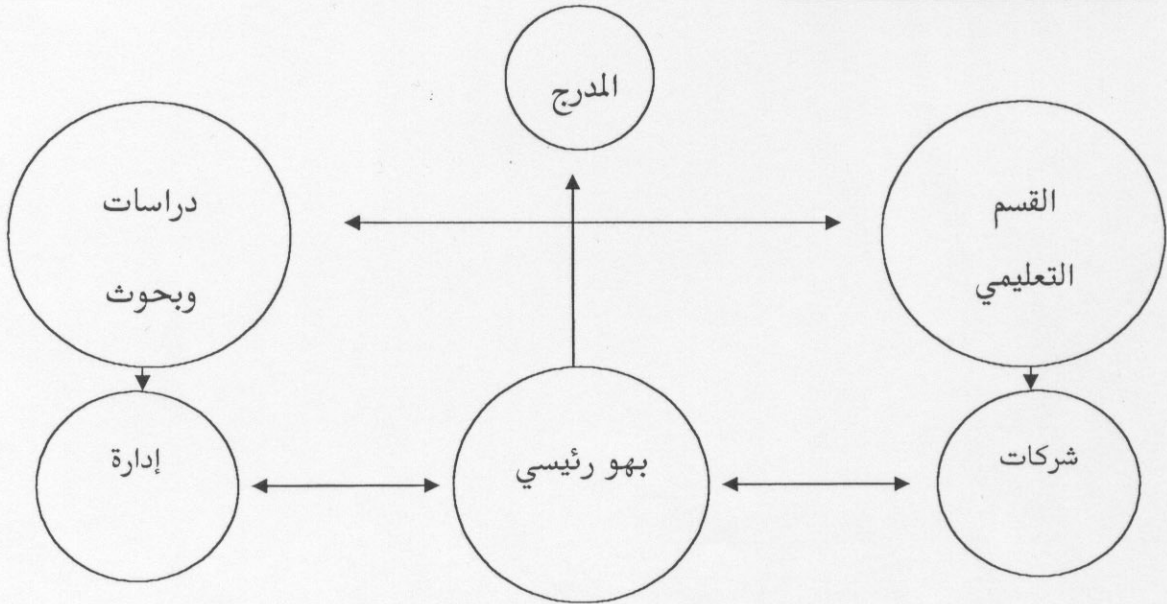 المدرج
القسم
التعليمي
دراسات
وبحوث
شركات
بهو رئيسي
إدارة